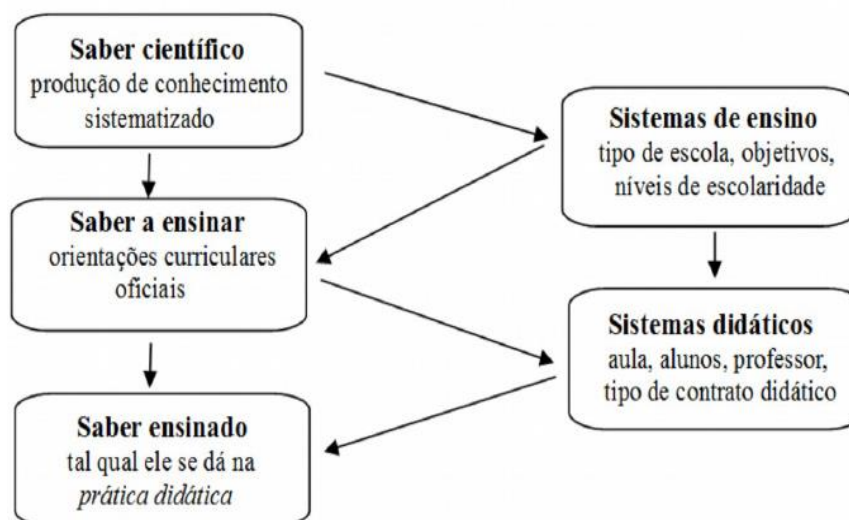 Saber científico
produção de conhecimento
sistematizado
Sistemas de ensino
tipo de escola, objetivos,
níveis de escolaridade
Saber a ensinar
orientações curriculares
oficiais
Sistemas didáticos
aula, alunos, professor,
tipo de contrato didático
Saber ensinado
tal qual ele se dá na
prática didática